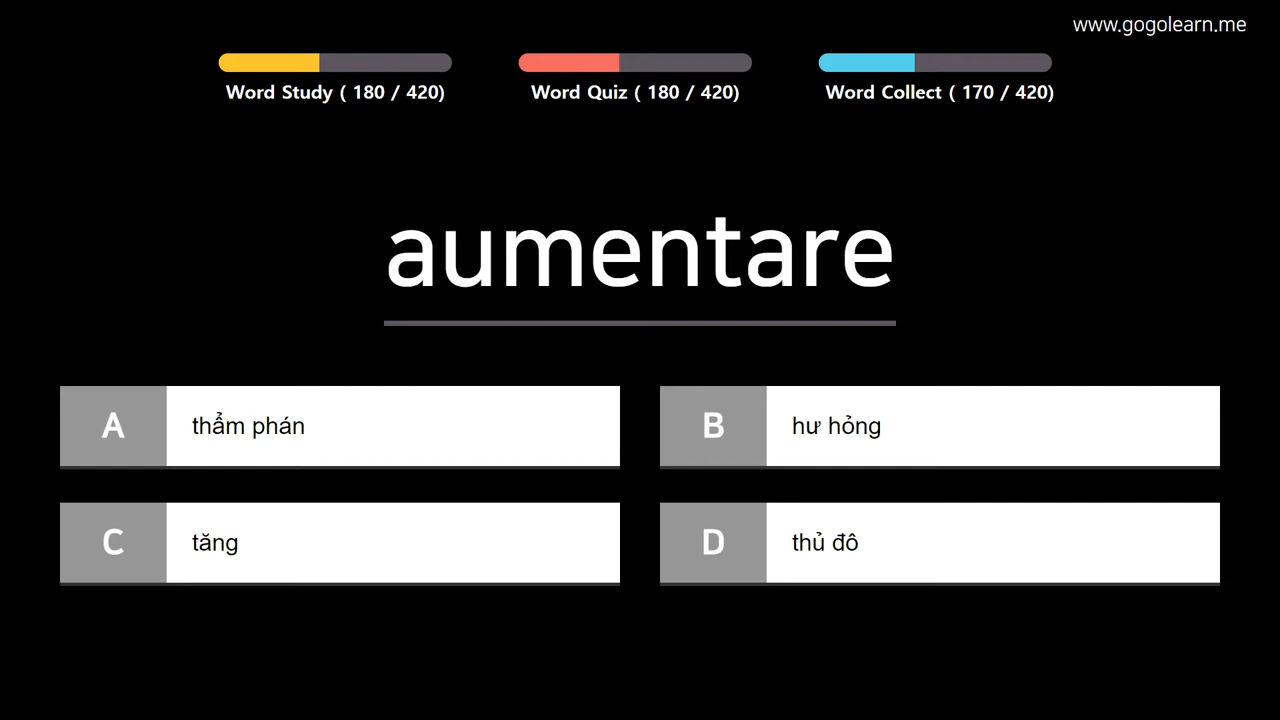 www.gogolearn.me
Word Study ( 180 / 420)
Word Quiz ( 180 / 420)
Word Collect ( 170 / 420)
aumentare
A thẩm phán
B hư hỏng
C tăng
D thủ đô